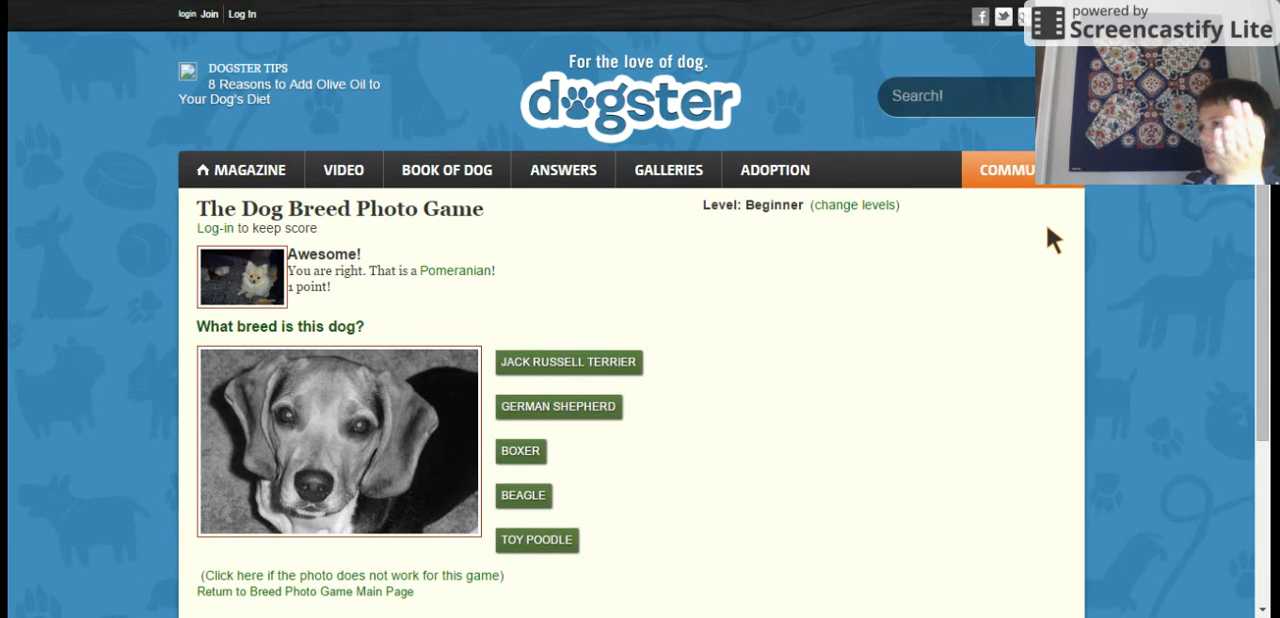 login Join Log In
powered by
Screencastify Lite
DOGSTER TIPS
8 Reasons to Add Olive Oil to
Your Dog's Diet
For the love of dog.
dogster
Search!
MAGAZINE VIDEO BOOK OF DOG ANSWERS GALLERIES ADOPTION COMMU
The Dog Breed Photo Game
Level: Beginner (change levels)
Log-in to keep score
Awesome!
You are right. That is a Pomeranian!
1 point!
What breed is this dog?
JACK RUSSELL TERRIER
GERMAN SHEPHERD
BOXER
BEAGLE
TOY POODLE
(Click here if the photo does not work for this game)
Return to Breed Photo Game Main Page